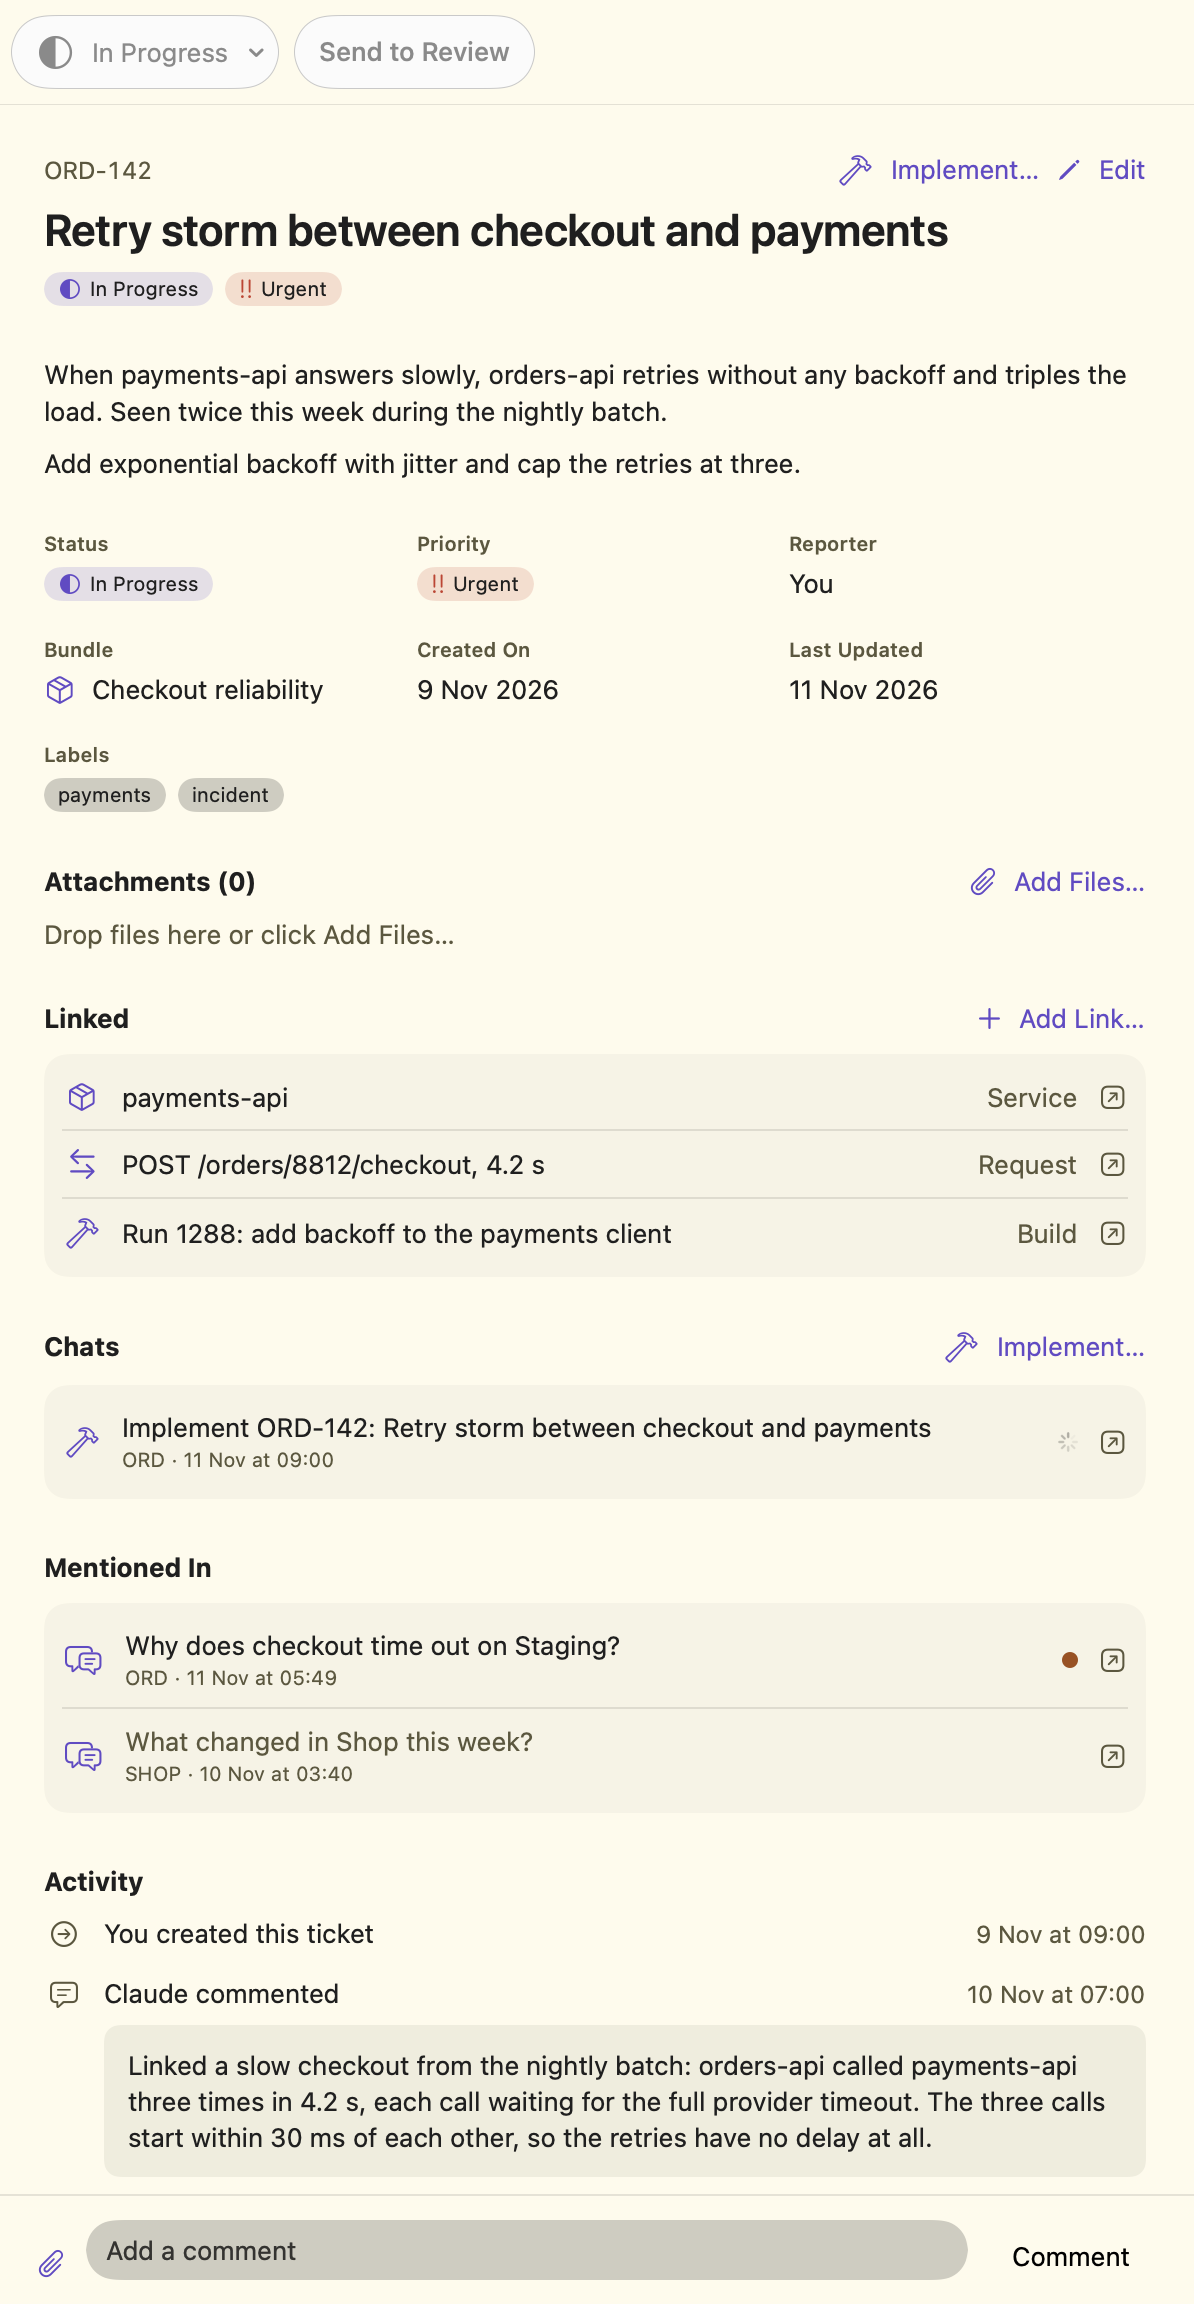 In Progress
Send to Review
ORD-142
Implement...
Edit
Retry storm between checkout and payments
In Progress
!! Urgent
When payments-api answers slowly, orders-api retries without any backoff and triples the
load. Seen twice this week during the nightly batch.
Add exponential backoff with jitter and cap the retries at three.
Status
Priority
Reporter
In Progress
!! Urgent
You
Bundle
Created On
Last Updated
Checkout reliability
9 Nov 2026
11 Nov 2026
Labels
payments
incident
Attachments (0)
Add Files...
Drop files here or click Add Files...
Linked
Add Link...
payments-api
Service
POST /orders/8812/checkout, 4.2 s
Request
Run 1288: add backoff to the payments client
Build
Chats
Implement...
Implement ORD-142: Retry storm between checkout and payments
ORD · 11 Nov at 09:00
Mentioned In
Why does checkout time out on Staging?
ORD · 11 Nov at 05:49
What changed in Shop this week?
SHOP · 10 Nov at 03:40
Activity
You created this ticket
9 Nov at 09:00
Claude commented
10 Nov at 07:00
Linked a slow checkout from the nightly batch: orders-api called payments-api
three times in 4.2 s, each call waiting for the full provider timeout. The three calls
start within 30 ms of each other, so the retries have no delay at all.
Add a comment
Comment